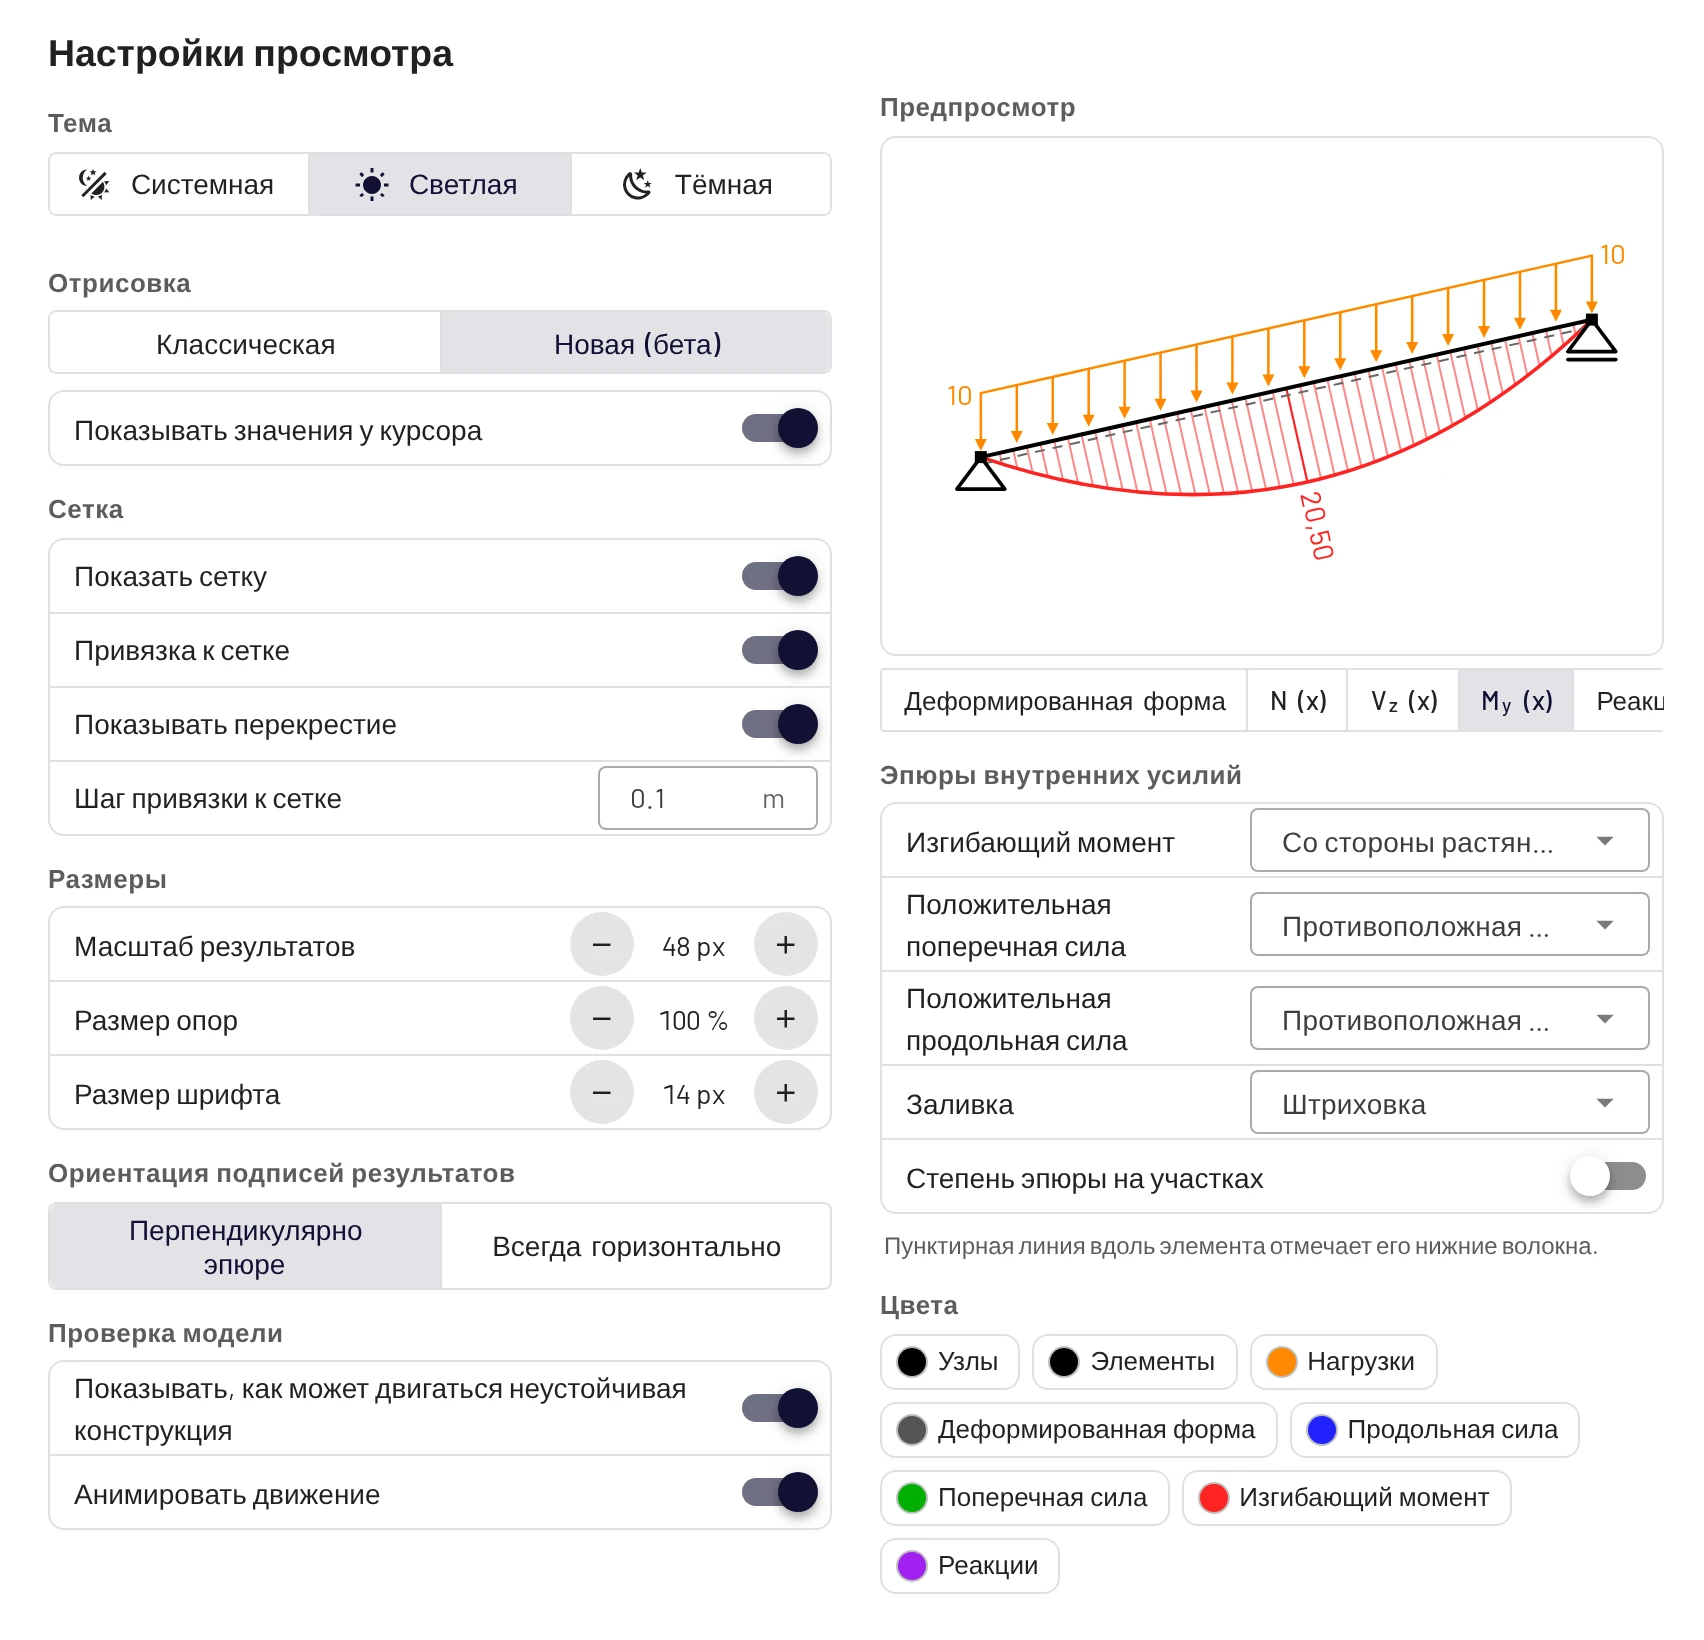 Настройки просмотра
Тема
Системная
Светлая
Тёмная
Отрисовка
Классическая
Новая (бета)
Показывать значения у курсора
Сетка
Показать сетку
Привязка к сетке
Показывать перекрестие
Шаг привязки к сетке
0.1 m
Размеры
Масштаб результатов
− 48 px +
Размер опор
− 100 % +
Размер шрифта
− 14 px +
Ориентация подписей результатов
Перпендикулярно
эпюре
Всегда горизонтально
Проверка модели
Показывать, как может двигаться неустойчивая
конструкция
Анимировать движение
Предпросмотр
10
10
20,50
Деформированная форма
N (x)
Vz (x)
My (x)
Реакц
Эпюры внутренних усилий
Изгибающий момент
Со стороны растян...
Положительная
поперечная сила
Противоположная ...
Положительная
продольная сила
Противоположная ...
Заливка
Штриховка
Степень эпюры на участках
Пунктирная линия вдоль элемента отмечает его нижние волокна.
Цвета
Узлы
Элементы
Нагрузки
Деформированная форма
Продольная сила
Поперечная сила
Изгибающий момент
Реакции